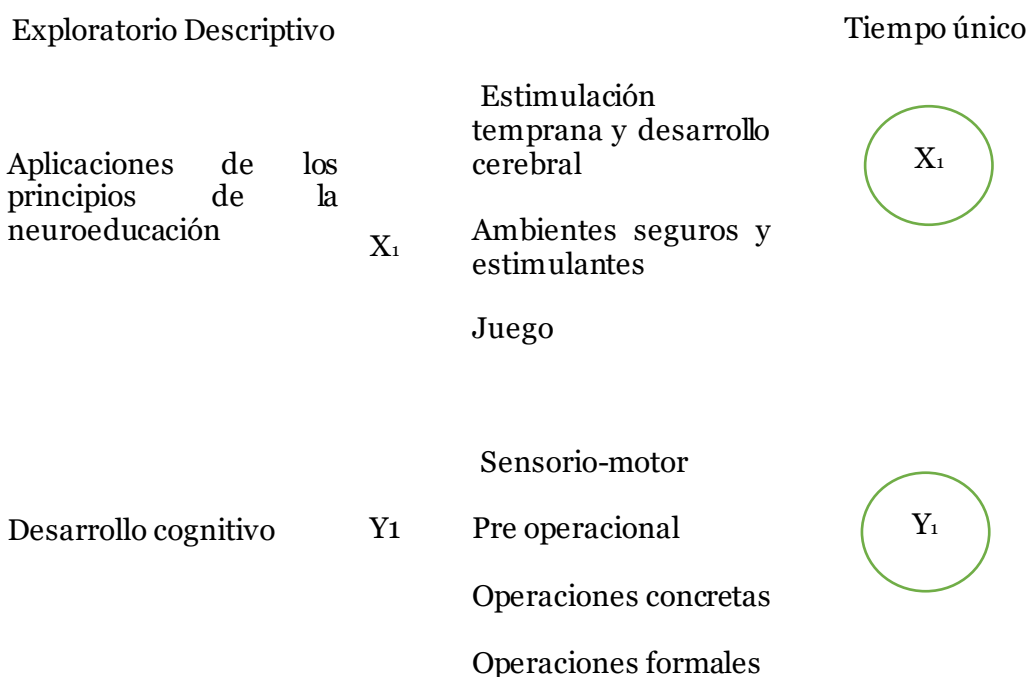 Exploratorio Descriptivo
Tiempo único
Aplicaciones de los
principios de la
neuroeducación
X₁
Estimulación
temprana y desarrollo
cerebral
Ambientes seguros y
estimulantes
Juego
X₁
Desarrollo cognitivo
Y1
Sensorio-motor
Pre operacional
Operaciones concretas
Operaciones formales
Y₁